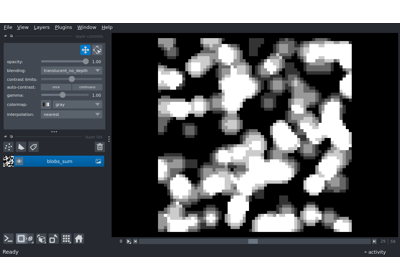 File View Layers Plugins Window Help
opacity: 1.00
blending: translucent_no_depth
contrast limits:
auto-contrast: once continuous
gamma: 1.00
colormap: gray
interpolation: nearest
blobs_sum
Ready
activity